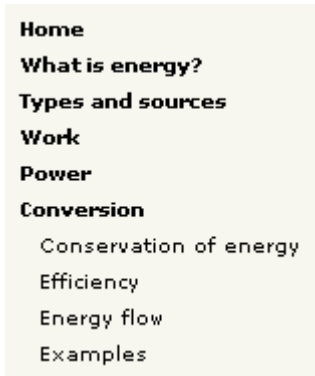 Home
What is energy?
Types and sources
Work
Power
Conversion
Conservation of energy
Efficiency
Energy flow
Examples